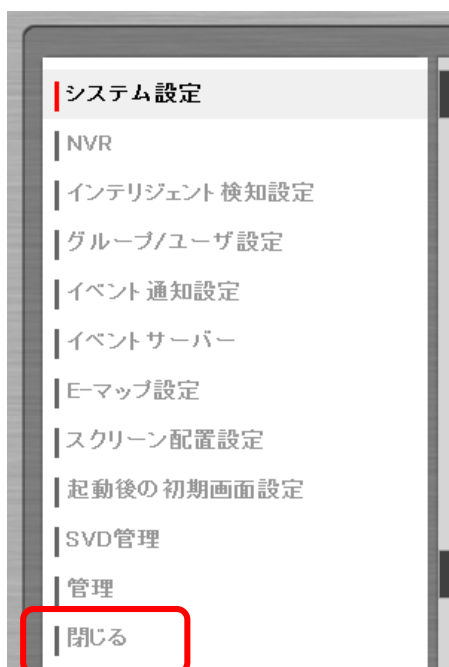 システム設定
NVR
インテリジェント検知設定
グループ/ユーザ設定
イベント通知設定
イベントサーバー
E-マップ設定
スクリーン配置設定
起動後の初期画面設定
SVD管理
管理
閉じる